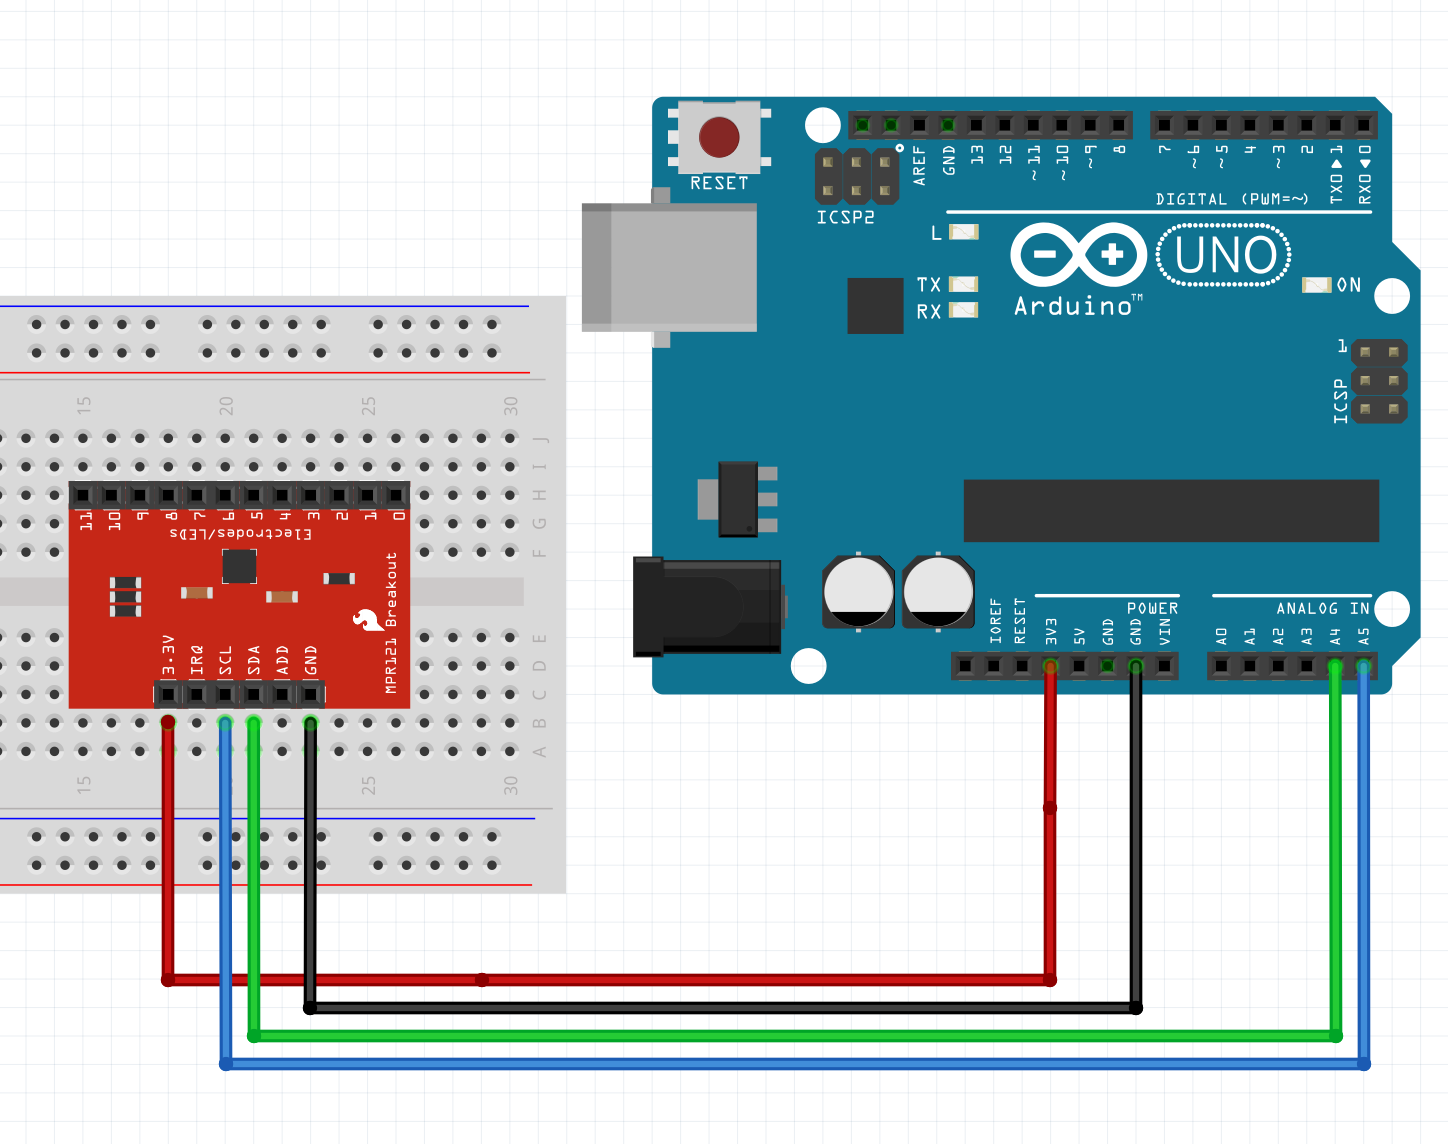 RESET
ICSP2
AREF
GND
13
12
~11
~10
~9
8
7
~6
~5
4
~3
2
TX0▶1
RX0◀0
DIGITAL (PWM=~)
L
TX
RX
UNO
Arduino™
ON
1
ICSP
15
20
25
30
J
I
H
G
F
11
10
9
8
7
6
5
4
3
2
1
0
Electrodes/LEDs
MPR121 Breakout
3.3V
IRQ
SCL
SDA
ADD
GND
E
D
C
B
A
15
25
30
IOREF
RESET
3V3
5V
GND
GND
VIN
POWER
ANALOG IN
A0
A1
A2
A3
A4
A5